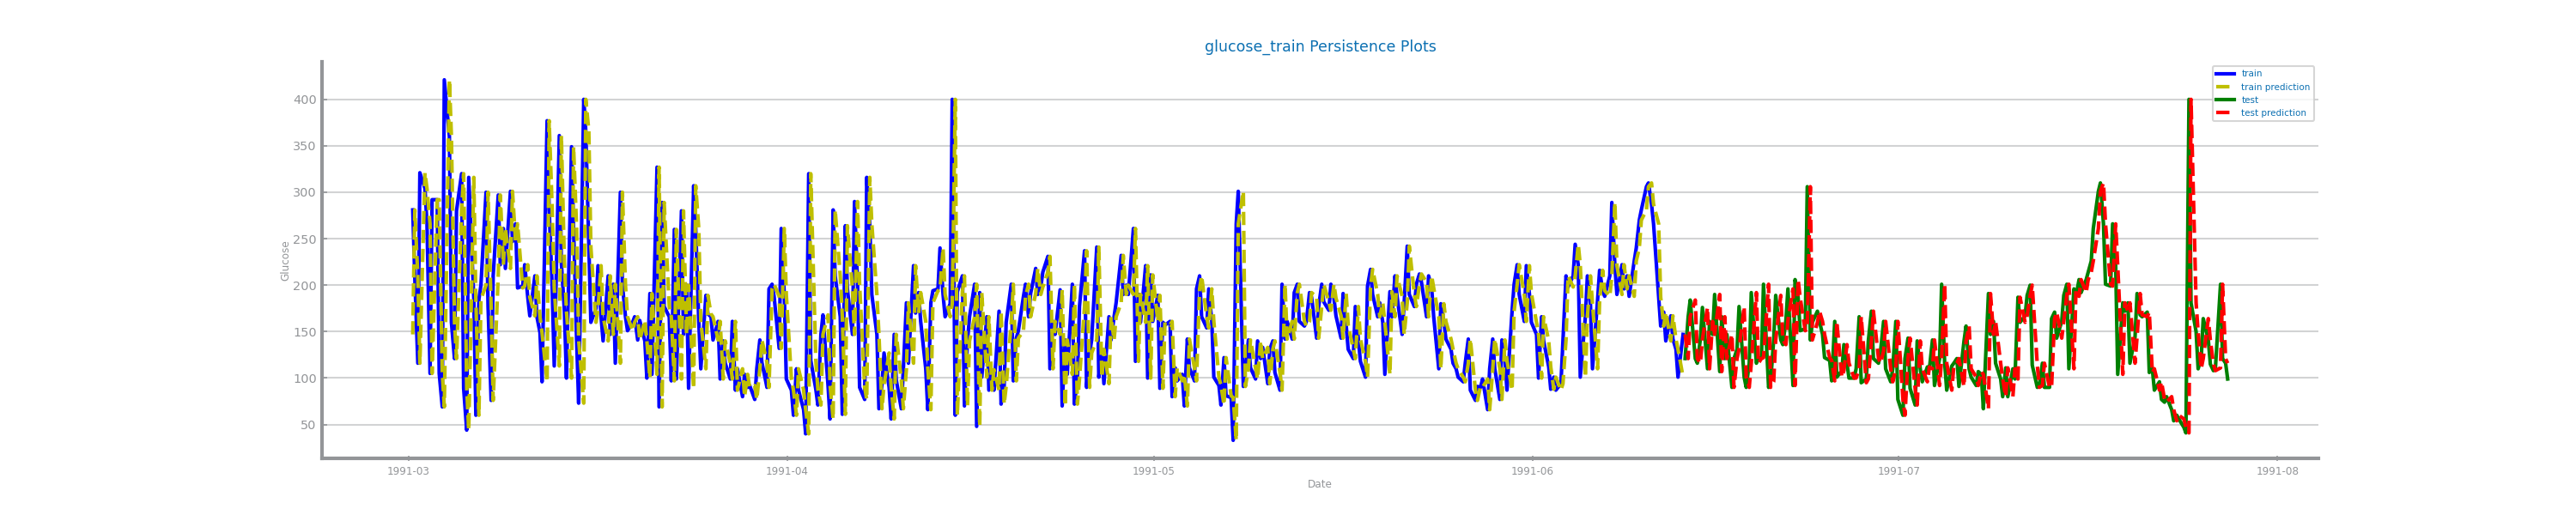 glucose_train Persistence Plots
train
train prediction
test
test prediction
Glucose
400
350
300
250
200
150
100
50
1991-03
1991-04
1991-05
1991-06
1991-07
1991-08
Date